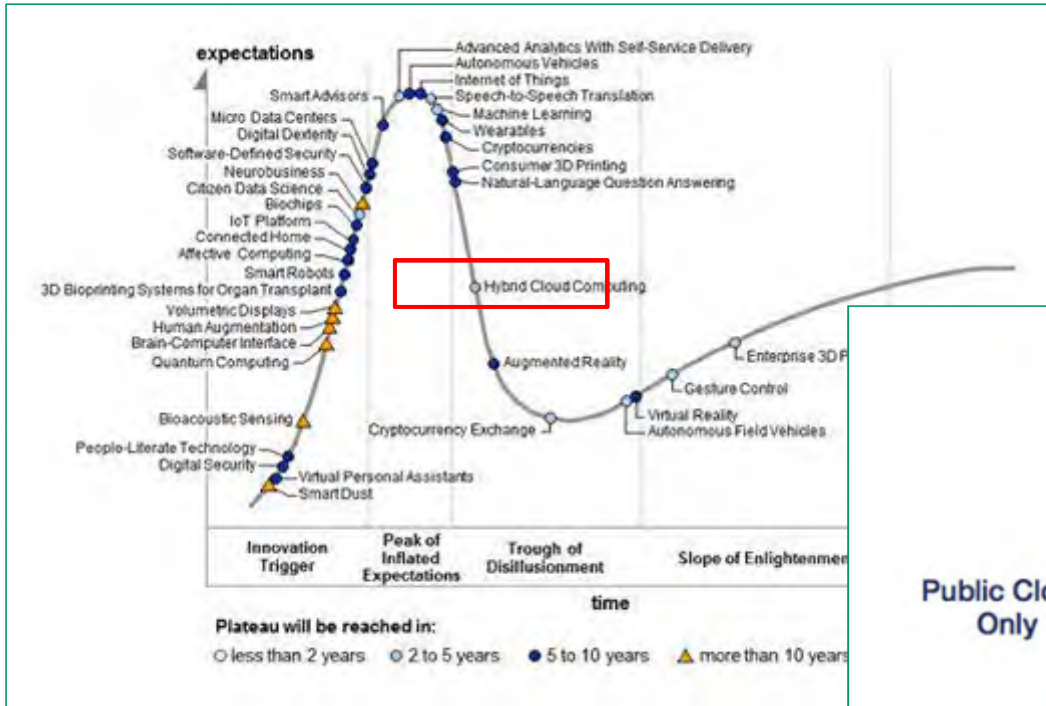 expectations
Advanced Analytics With Self-Service Delivery
Autonomous Vehicles
Internet of Things
Smart Advisors
Speech-to-Speech Translation
Micro Data Centers
Machine Learning
Digital Dexterity
Wearables
Software-Defined Security
Cryptocurrencies
Neurobusiness
Consumer 3D Printing
Citizen Data Science
Natural-Language Question Answering
Biochips
IoT Platform
Connected Home
Affective Computing
Smart Robots
3D Bioprinting Systems for Organ Transplant
Hybrid Cloud Computing
Volumetric Displays
Human Augmentation
Brain-Computer Interface
Quantum Computing
Augmented Reality
Enterprise 3D P
Gesture Control
Bioacoustic Sensing
Cryptocurrency Exchange
Virtual Reality
Autonomous Field Vehicles
People-Literate Technology
Digital Security
Virtual Personal Assistants
Smart Dust
Innovation
Trigger
Peak of
Inflated
Expectations
Trough of
Disillusionment
Slope of Enlightenmen
time
Plateau will be reached in:
less than 2 years
2 to 5 years
5 to 10 years
more than 10 years
Public Clo
Only